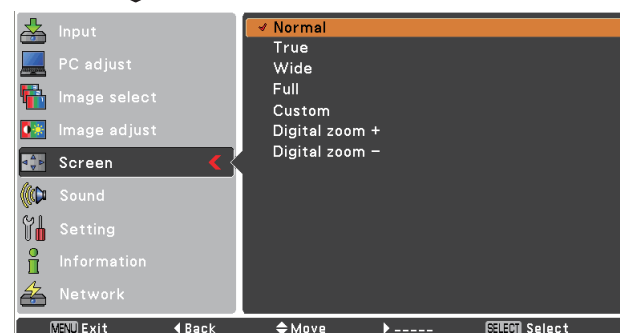 Input
PC adjust
Image select
Image adjust
Screen
Sound
Setting
Information
Network
Normal
True
Wide
Full
Custom
Digital zoom +
Digital zoom –
MENU Exit ◀Back Move ▶----- SELECT Select